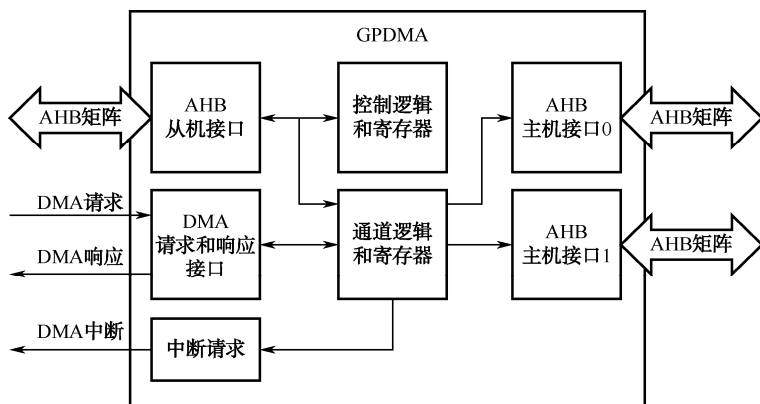 GPDMA
AHB矩阵
AHB
从机接口
控制逻辑
和寄存器
AHB
主机接口0
AHB矩阵
DMA请求
DMA响应
DMA
请求和响应
接口
通道逻辑
和寄存器
AHB
主机接口1
AHB矩阵
DMA中断
中断请求